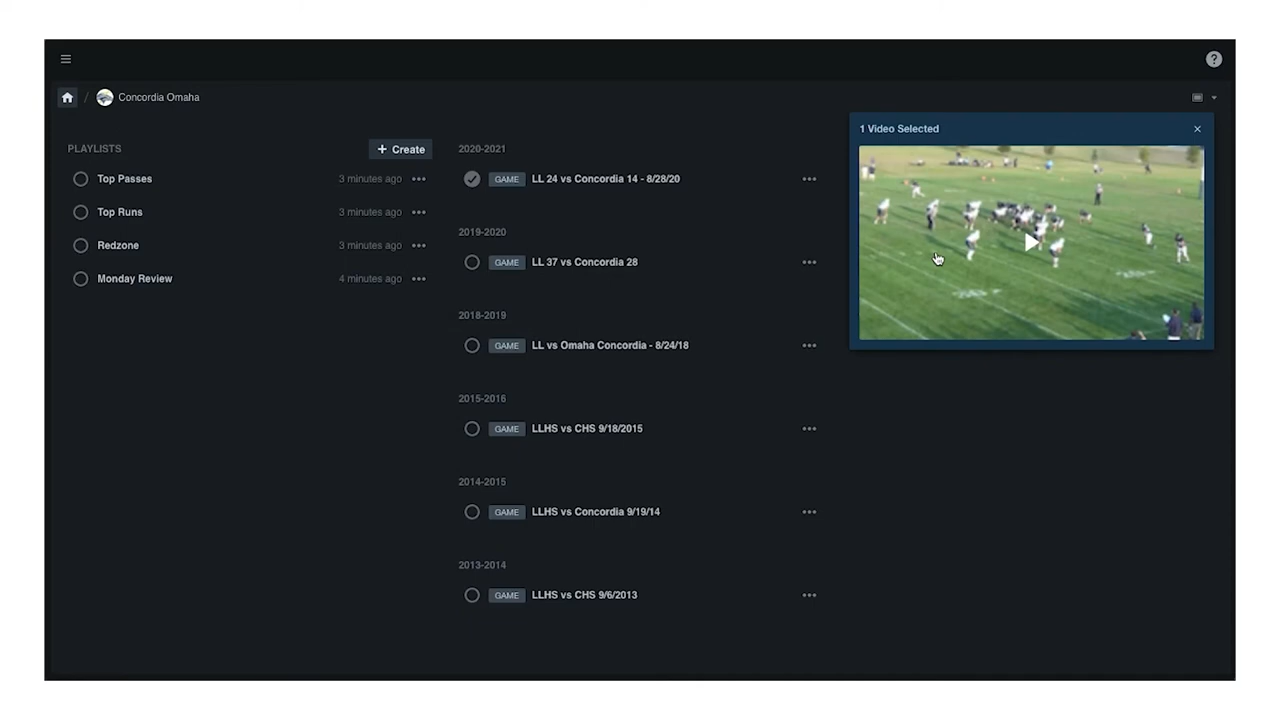 Concordia Omaha
PLAYLISTS
+ Create
Top Passes 3 minutes ago
Top Runs 3 minutes ago
Redzone 3 minutes ago
Monday Review 4 minutes ago
2020-2021
GAME LL 24 vs Concordia 14 - 8/28/20
2019-2020
GAME LL 37 vs Concordia 28
2018-2019
GAME LL vs Omaha Concordia - 8/24/18
2015-2016
GAME LLHS vs CHS 9/18/2015
2014-2015
GAME LLHS vs Concordia 9/19/14
2013-2014
GAME LLHS vs CHS 9/6/2013
1 Video Selected